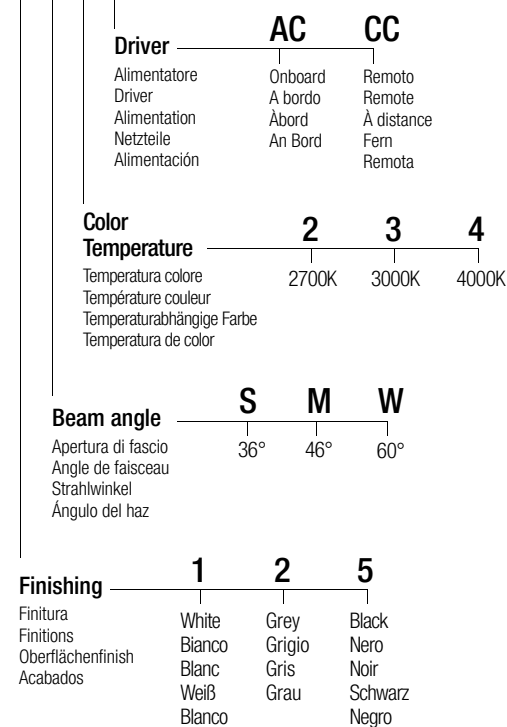 Driver AC CC
Alimentatore Onboard Remoto
Driver A bordo Remote
Alimentation Àbord À distance
Netzteile An Bord Fern
Alimentación Remota
Color
Temperature 2 3 4
Temperatura colore 2700K 3000K 4000K
Température couleur
Temperaturabhängige Farbe
Temperatura de color
Beam angle S M W
Apertura di fascio 36° 46° 60°
Angle de faisceau
Strahlwinkel
Ángulo del haz
Finishing 1 2 5
Finitura White Grey Black
Finitions Bianco Grigio Nero
Oberflächenfinish Blanc Gris Noir
Acabados Weiß Grau Schwarz
Blanco Negro